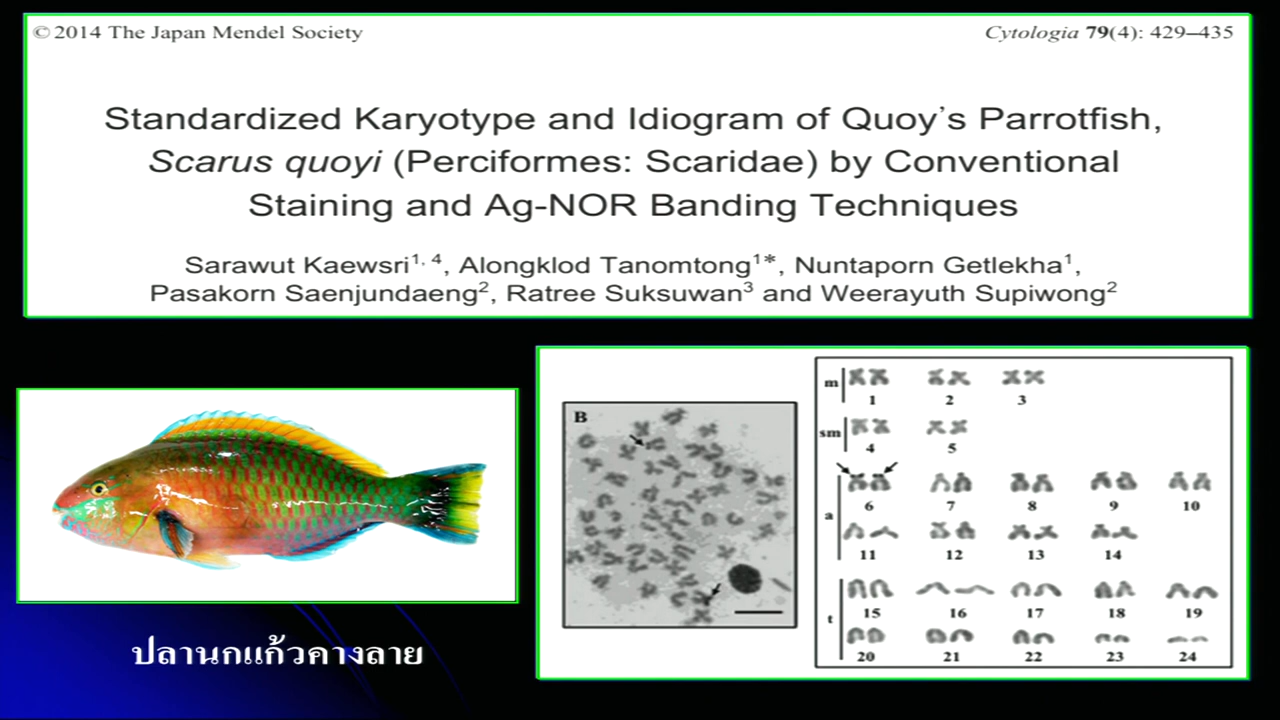 © 2014 The Japan Mendel Society
Cytologia 79(4): 429–435
Standardized Karyotype and Idiogram of Quoy's Parrotfish,
Scarus quoyi (Perciformes: Scaridae) by Conventional
Staining and Ag-NOR Banding Techniques
Sarawut Kaewsri1, 4, Alongklod Tanomtong1*, Nuntaporn Getlekha1,
Pasakorn Saenjundaeng2, Ratree Suksuwan3 and Weerayuth Supiwong2
ปลานกแก้วคางลาย
B
m
1 2 3
sm
4 5
a
6 7 8 9 10
11 12 13 14
t
15 16 17 18 19
20 21 22 23 24